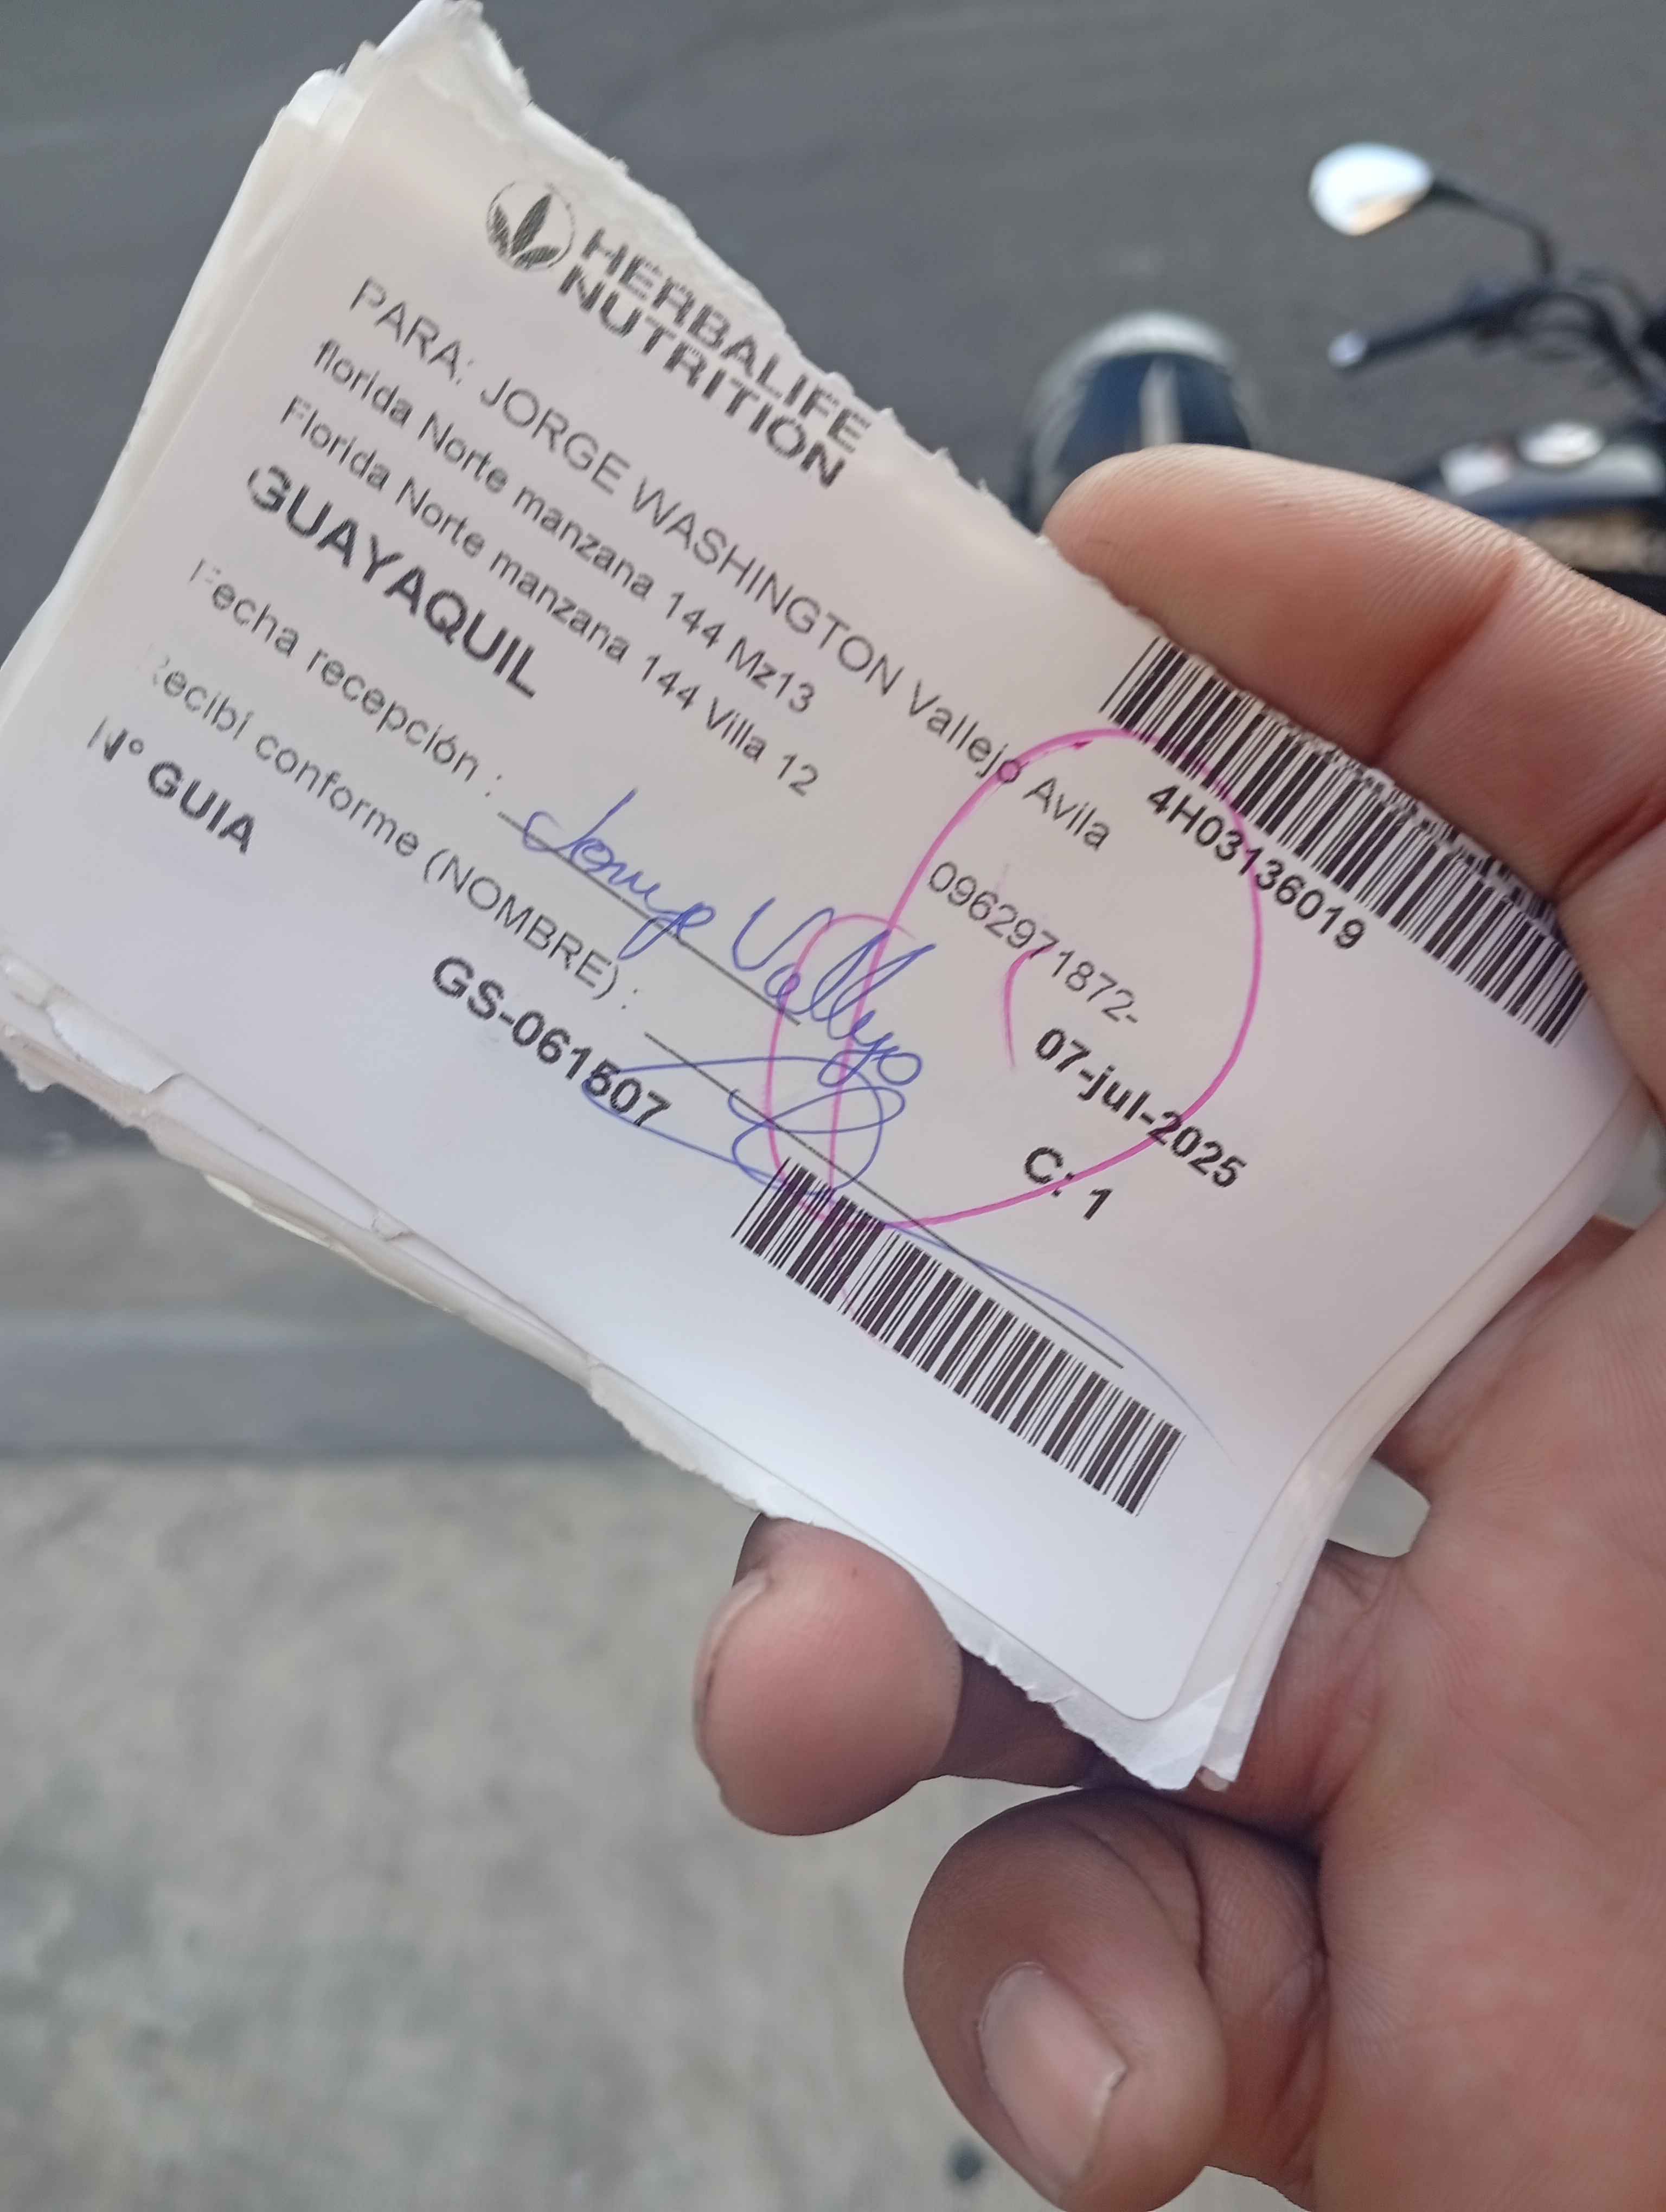 HERBALIFE
NUTRITION
4H03136019
PARA: JORGE WASHINGTON Vallejo Avila
florida Norte manzana 144 Mz13
0962971872-
Florida Norte manzana 144 Villa 12
GUAYAQUIL
07-jul-2025
Fecha recepción :
C: 1
Jorge Vallejo
Recibí conforme (NOMBRE) :
N° GUIA
GS-061507